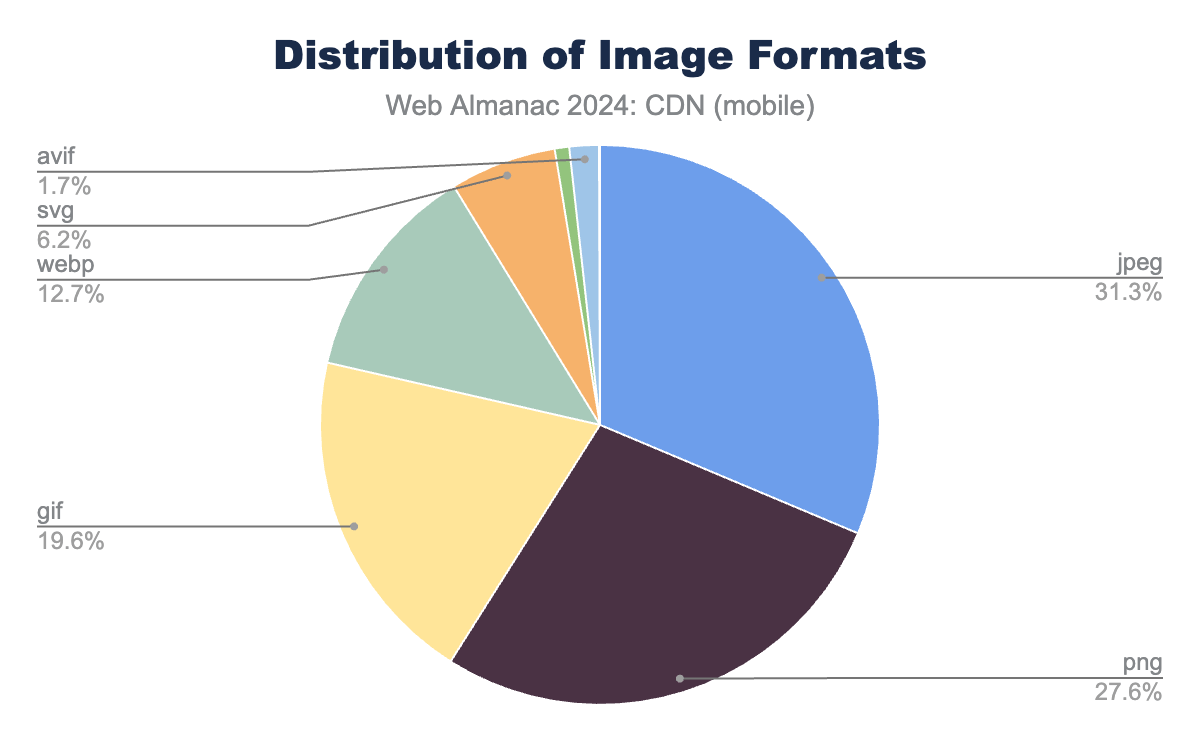 Distribution of Image Formats
Web Almanac 2024: CDN (mobile)
avif
1.7%
svg
6.2%
webp
12.7%
gif
19.6%
jpeg
31.3%
png
27.6%